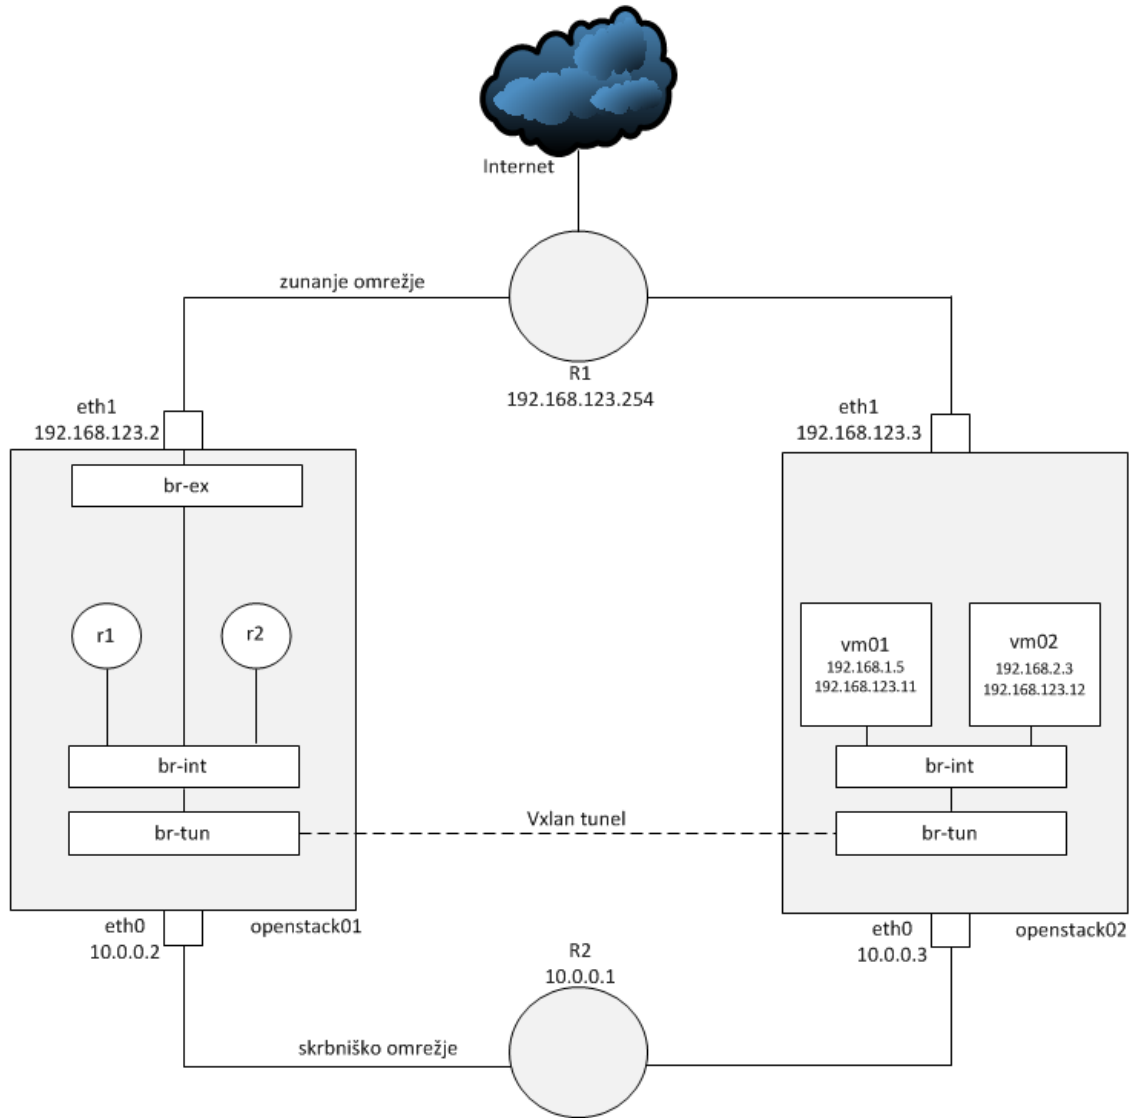 Internet
zunanje omrežje
R1
192.168.123.254
eth1
192.168.123.2
eth1
192.168.123.3
br-ex
r1
r2
vm01
192.168.1.5
192.168.123.11
vm02
192.168.2.3
192.168.123.12
br-int
br-int
Vxlan tunel
br-tun
br-tun
eth0
10.0.0.2
openstack01
eth0
10.0.0.3
openstack02
R2
10.0.0.1
skrbniško omrežje